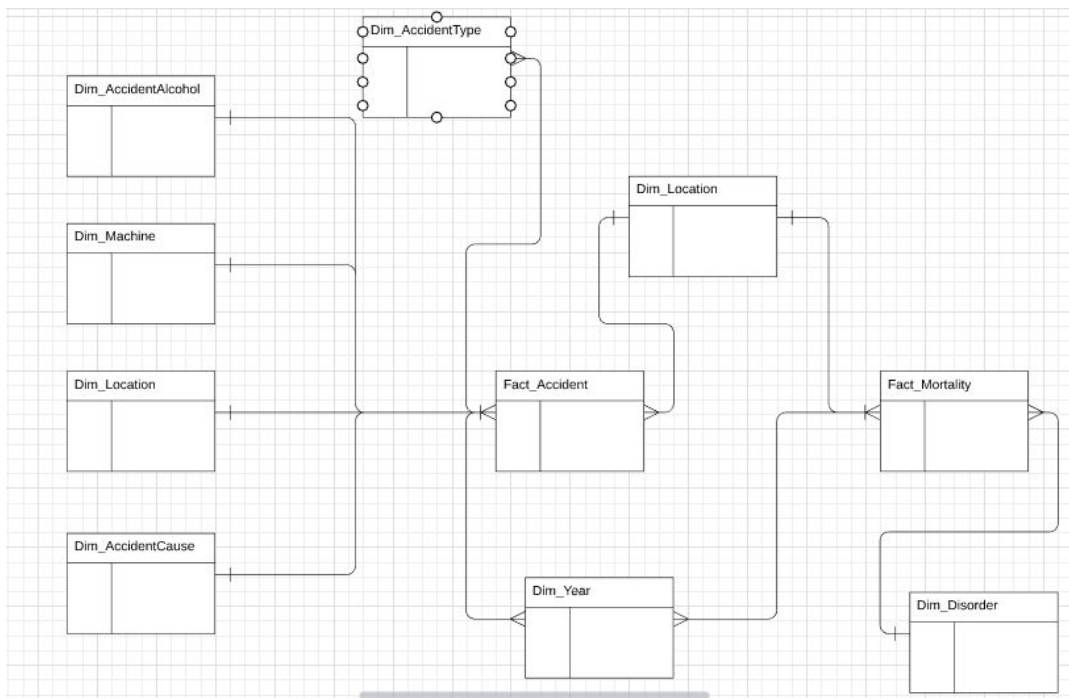 Dim_AccidentType
Dim_AccidentAlcohol
Dim_Location
Dim_Machine
Dim_Location
Fact_Accident
Fact_Mortality
Dim_AccidentCause
Dim_Year
Dim_Disorder